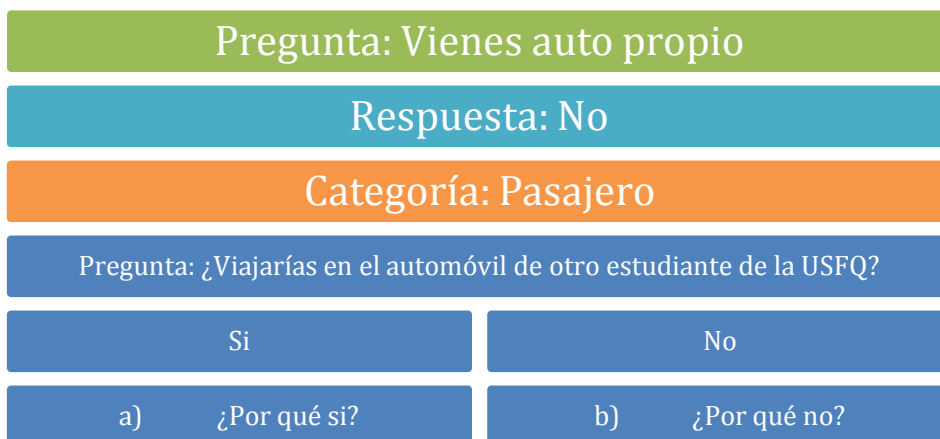 Pregunta: Vienes auto propio
Respuesta: No
Categoría: Pasajero
Pregunta: ¿Viajarías en el automóvil de otro estudiante de la USFQ?
Si
No
a) ¿Por qué si?
b) ¿Por qué no?